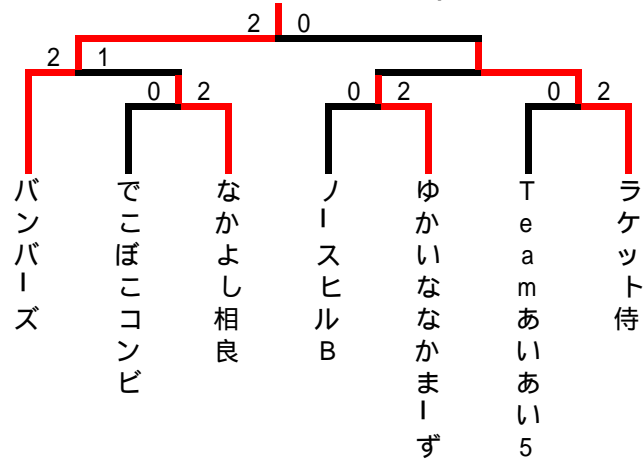 2 0
2 1
0 2
0 2
0 2
バンバーズ
でこぼこコンビ
なかよし相良
ノースヒルB
ゆかいななかまーず
Teamあいあい5
ラケット侍